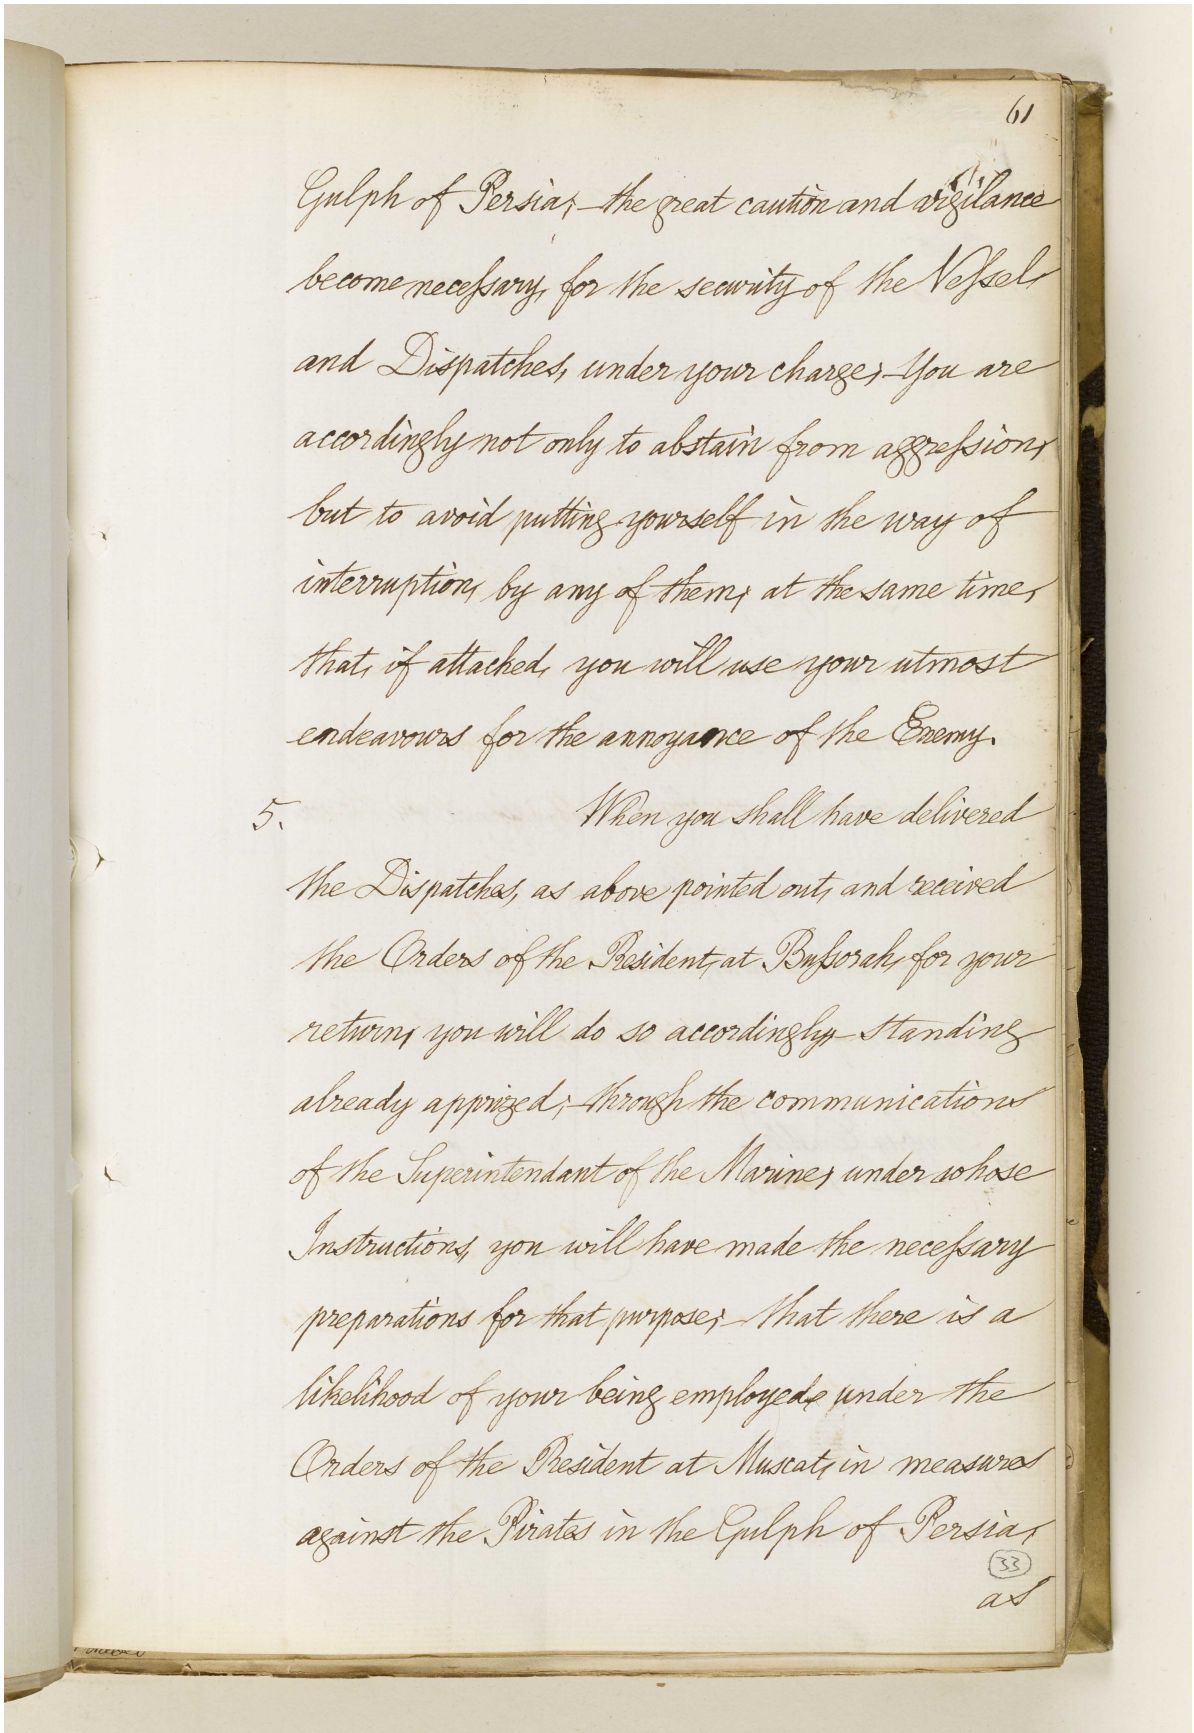 61
Gulph of Persia; – the great caution and vigilance
become necessary, for the security of the Vessel,
and Dispatches, under your charge; – You are
accordingly not only to abstain from aggression,
but to avoid putting yourself in the way of
interruption, by any of them; at the same time,
that, if attacked, you will use your utmost
endeavours for the annoyance of the Enemy.
5. When you shall have delivered
the Dispatches, as above pointed out, and received
the Orders of the Resident, at Bussorah, for your
return, you will do so accordingly, – standing
already apprized; – through the communications
of the Superintendant of the Marine, under whose
Instructions, you will have made the necessary
preparations for that purpose; – that there is a
likelihood of your being employed, under the
Orders of the Resident at Muscat, in measures
against the Pirates in the Gulph of Persia,
33
as